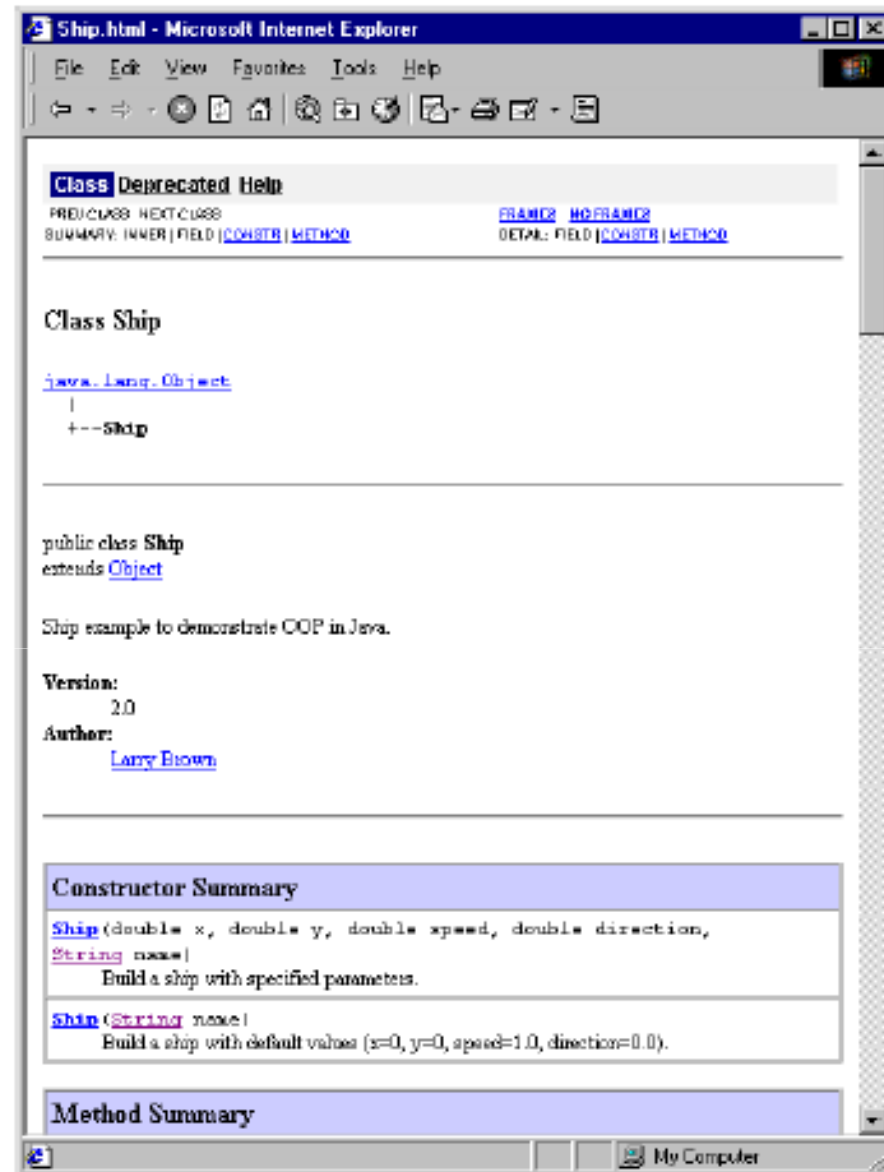 Ship.html - Microsoft Internet Explorer
File Edit View Favorites Tools Help
Class Deprecated Help
PREV CLASS NEXT CLASS FRAMES NO FRAMES
SUMMARY: INNER | FIELD | CONSTR | METHOD DETAIL: FIELD | CONSTR | METHOD
Class Ship
java.lang.Object
|
+--Ship
public class Ship
extends Object
Ship example to demonstrate OOP in Java.
Version:
2.0
Author:
Larry Brown
Constructor Summary
Ship(double x, double y, double speed, double direction,
String name)
Build a ship with specified parameters.
Ship(String name)
Build a ship with default values (x=0, y=0, speed=1.0, direction=0.0).
Method Summary
My Computer